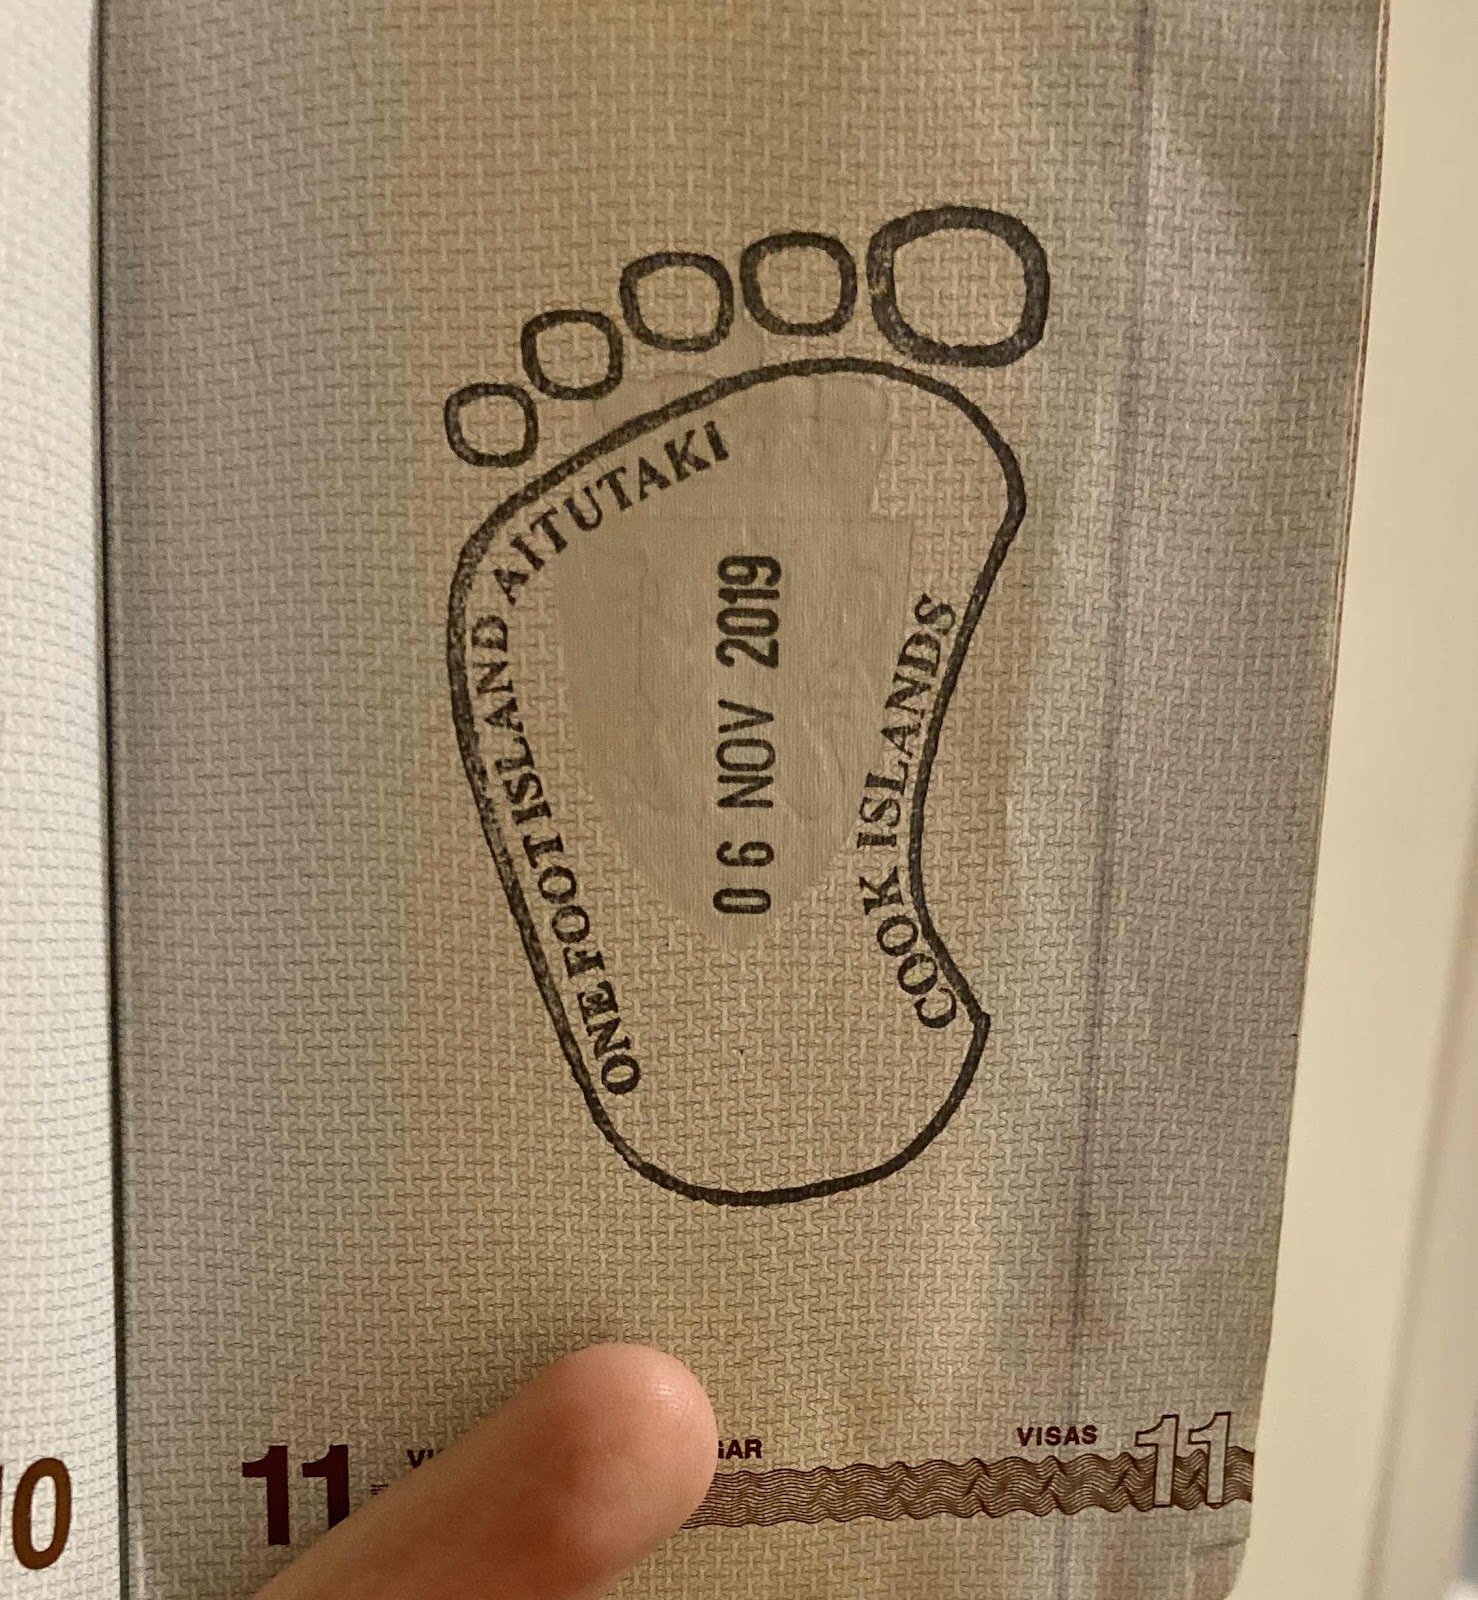 ONE FOOT ISLAND AITUTAKI
06 NOV 2019
COOK ISLANDS
11
VISAS
11